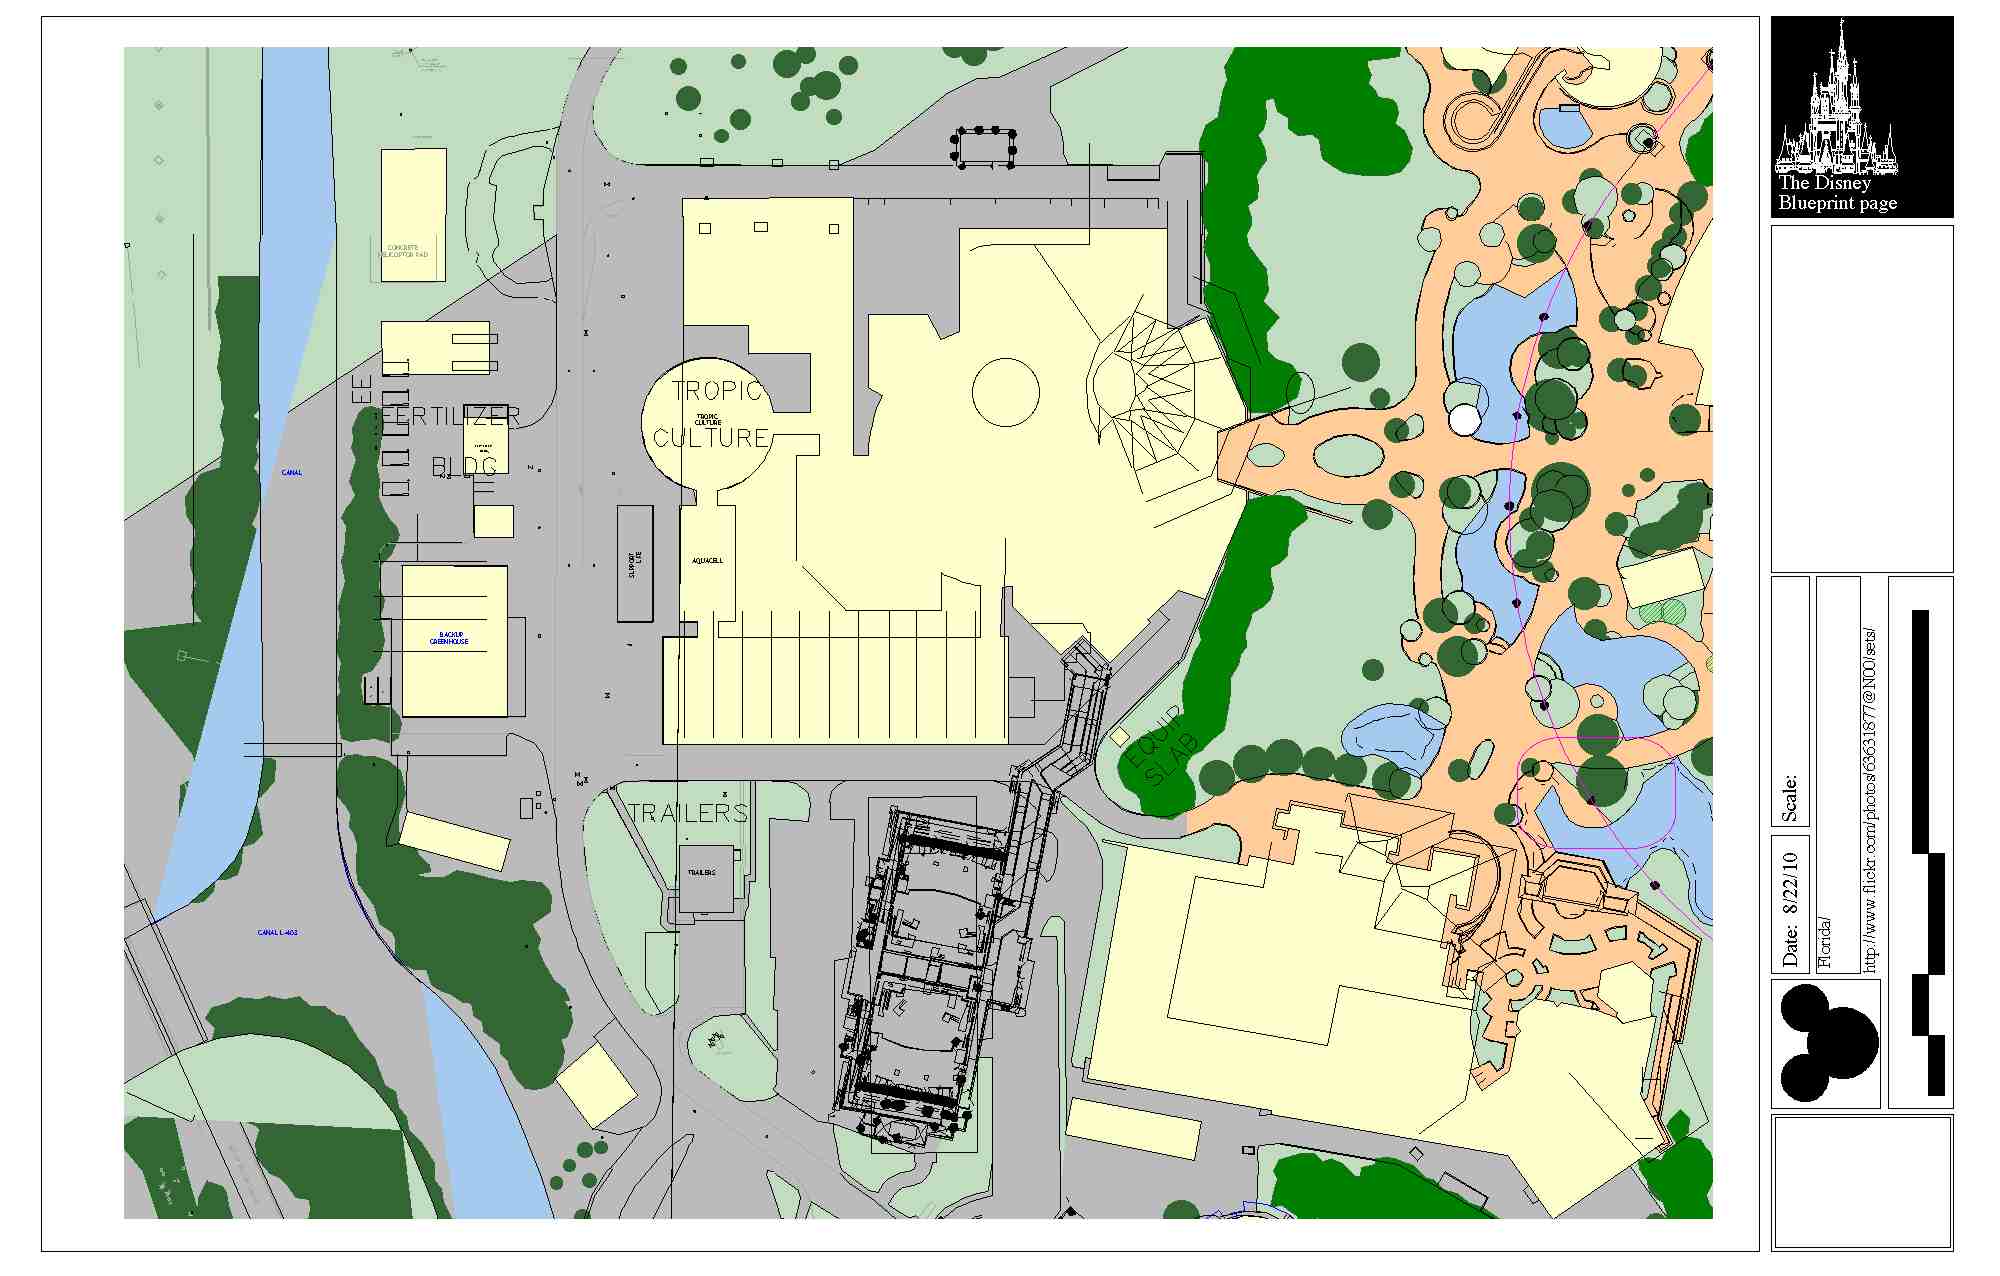 The Disney
Blueprint page
CONCRETE
HELICOPTER PAD
TROPIC
CULTURE
TROPIC
CULTURE
FERTILIZER
BLDG
CANAL
SUPPORT
LIFE
AQUACELL
BACKUP
GREENHOUSE
EQUIP
SLAB
TRAILERS
TRAILERS
CANAL L-403
Scale:
Date: 8/22/10
Florida/
http://www.flickr.com/photos/63631877@N00/sets/